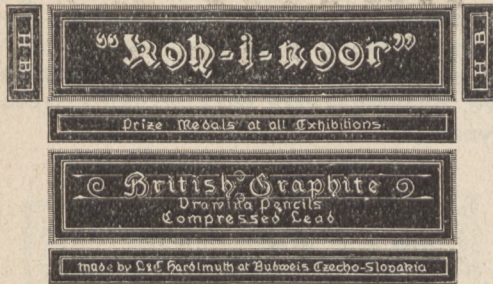 H B
"Koh-i-noor"
H B
Prize Medals at all Exhibitions
British Graphite
Drawing Pencils
Compressed Lead
made by L&C Hardtmuth at Budweis Czecho-Slovakia